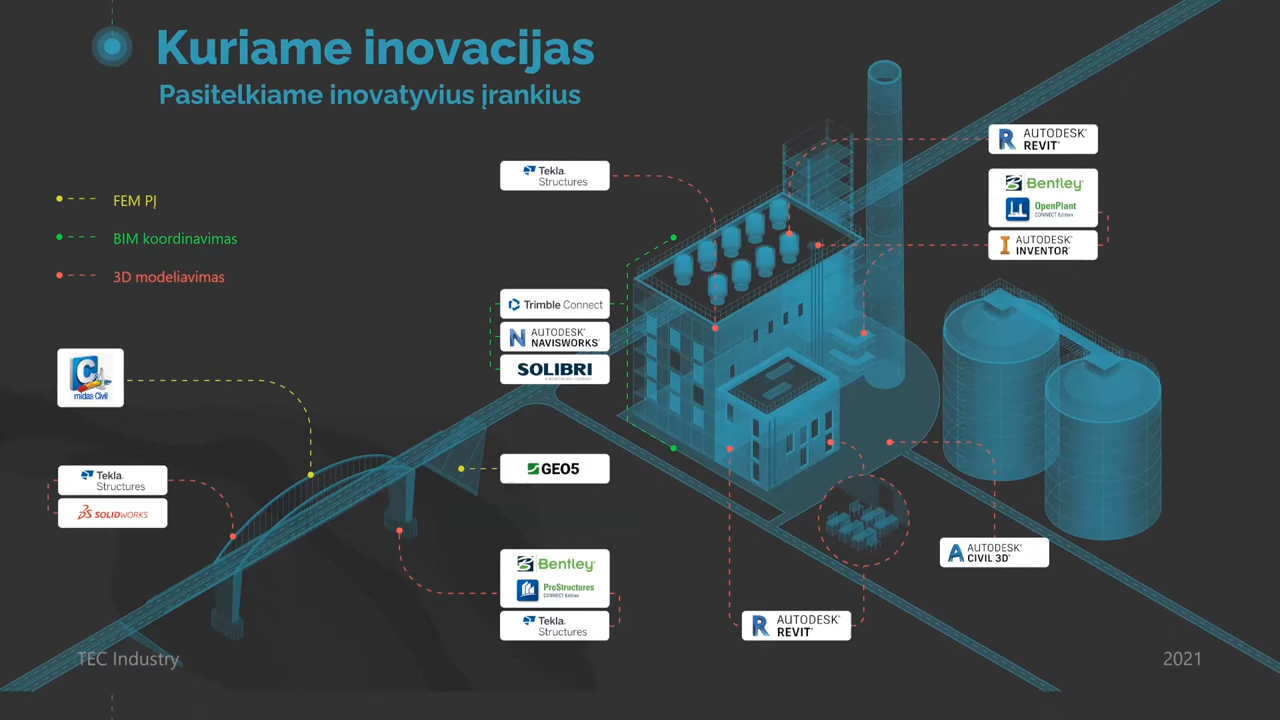 Kuriame inovacijas
Pasitelkiame inovatyvius įrankius
FEM PĮ
BIM koordinavimas
3D modeliavimas
Tekla®
Structures
R AUTODESK®
REVIT®
Bentley®
OpenPlant
CONNECT Edition
I AUTODESK®
INVENTOR®
Trimble Connect
N AUTODESK®
NAVISWORKS®
SOLIBRI
midas Civil
Tekla®
Structures
SOLIDWORKS
GEO5
Bentley®
ProStructures
CONNECT Edition
Tekla®
Structures
A AUTODESK®
CIVIL 3D®
R AUTODESK®
REVIT®
TEC Industry
2021